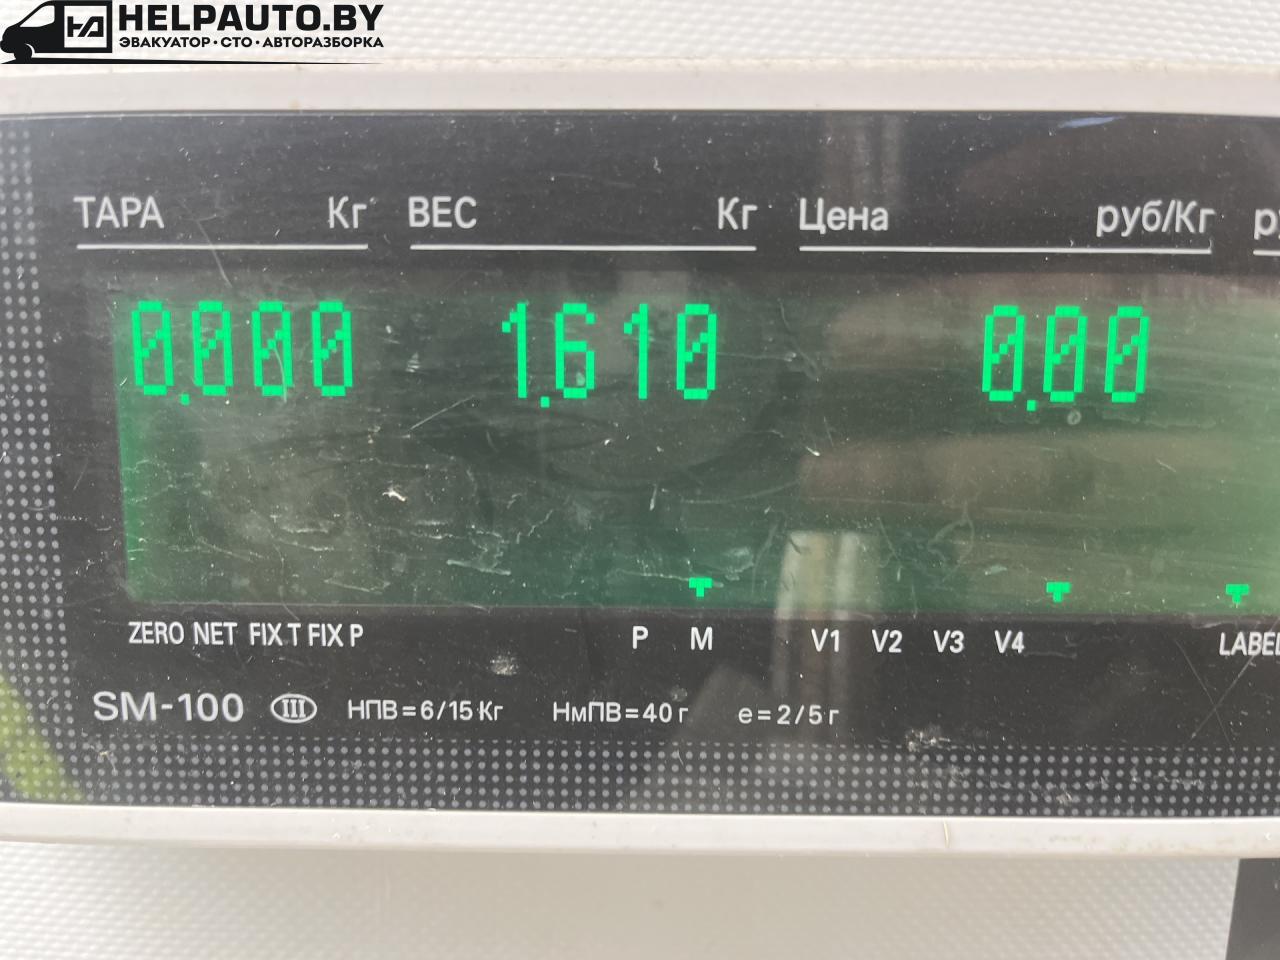 HELPAUTO.BY
ЭВАКУАТОР · СТО · АВТОРАЗБОРКА
ТАРА Кг ВЕС Кг Цена руб/Кг
0.000 1.610 0.00
ZERO NET FIX T FIX P P M V1 V2 V3 V4 LABEL
SM-100 III НПВ=6/15 Кг НмПВ=40 г e=2/5 г